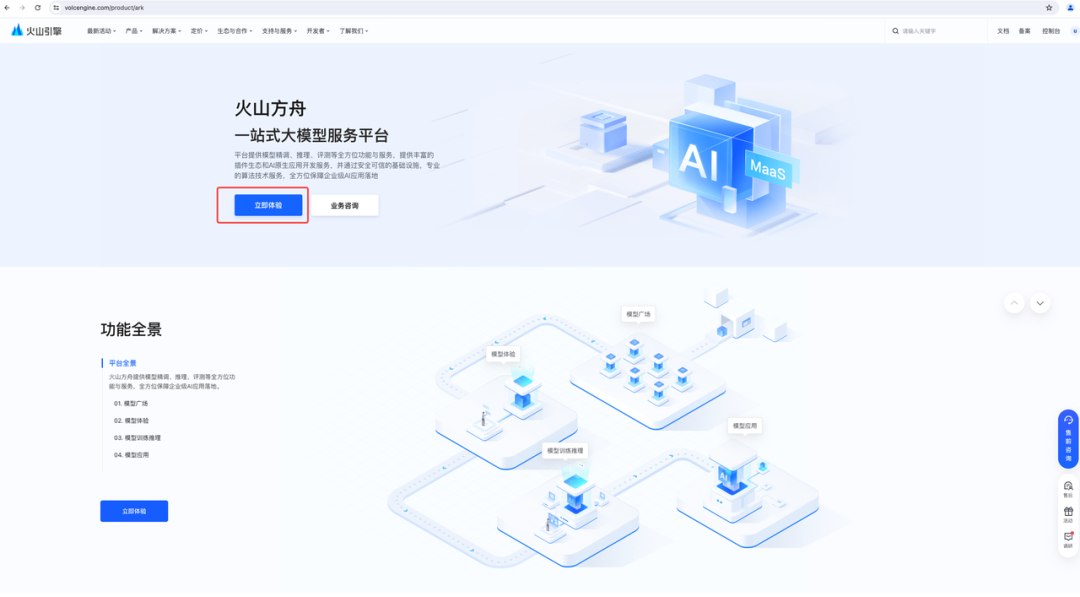 volcengine.com/product/ark
火山引擎
最新活动 产品 解决方案 定价 生态与合作 支持与服务 开发者 了解我们
请输入关键字
文档 备案 控制台
火山方舟
一站式大模型服务平台
平台提供模型精调、推理、评测等全方位功能与服务，提供丰富的
插件生态和AI原生应用开发服务，并通过安全可信的基础设施、专业
的算法技术服务，全方位保障企业级AI应用落地
立即体验 业务咨询
AI
MaaS
功能全景
平台全景
火山方舟提供模型精调、推理、评测等全方位功
能与服务，全方位保障企业级AI应用落地。
01. 模型广场
02. 模型体验
03. 模型训练推理
04. 模型应用
立即体验
模型广场
模型体验
模型应用
模型训练推理
AI
售前咨询
售后
活动